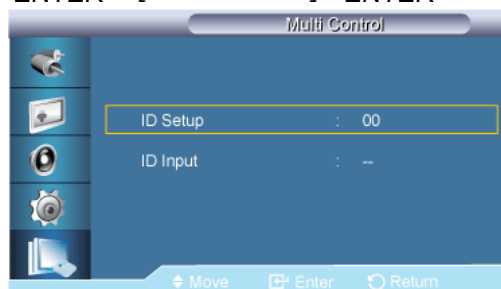 Multi Control
ID Setup : 00
ID Input : --
Move Enter Return